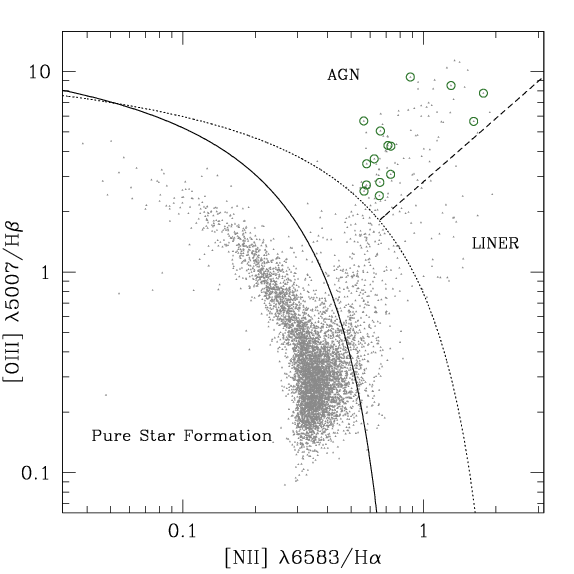 10
1
0.1
[OIII] λ5007/Hβ
AGN
LINER
Pure Star Formation
0.1
1
[NII] λ6583/Hα